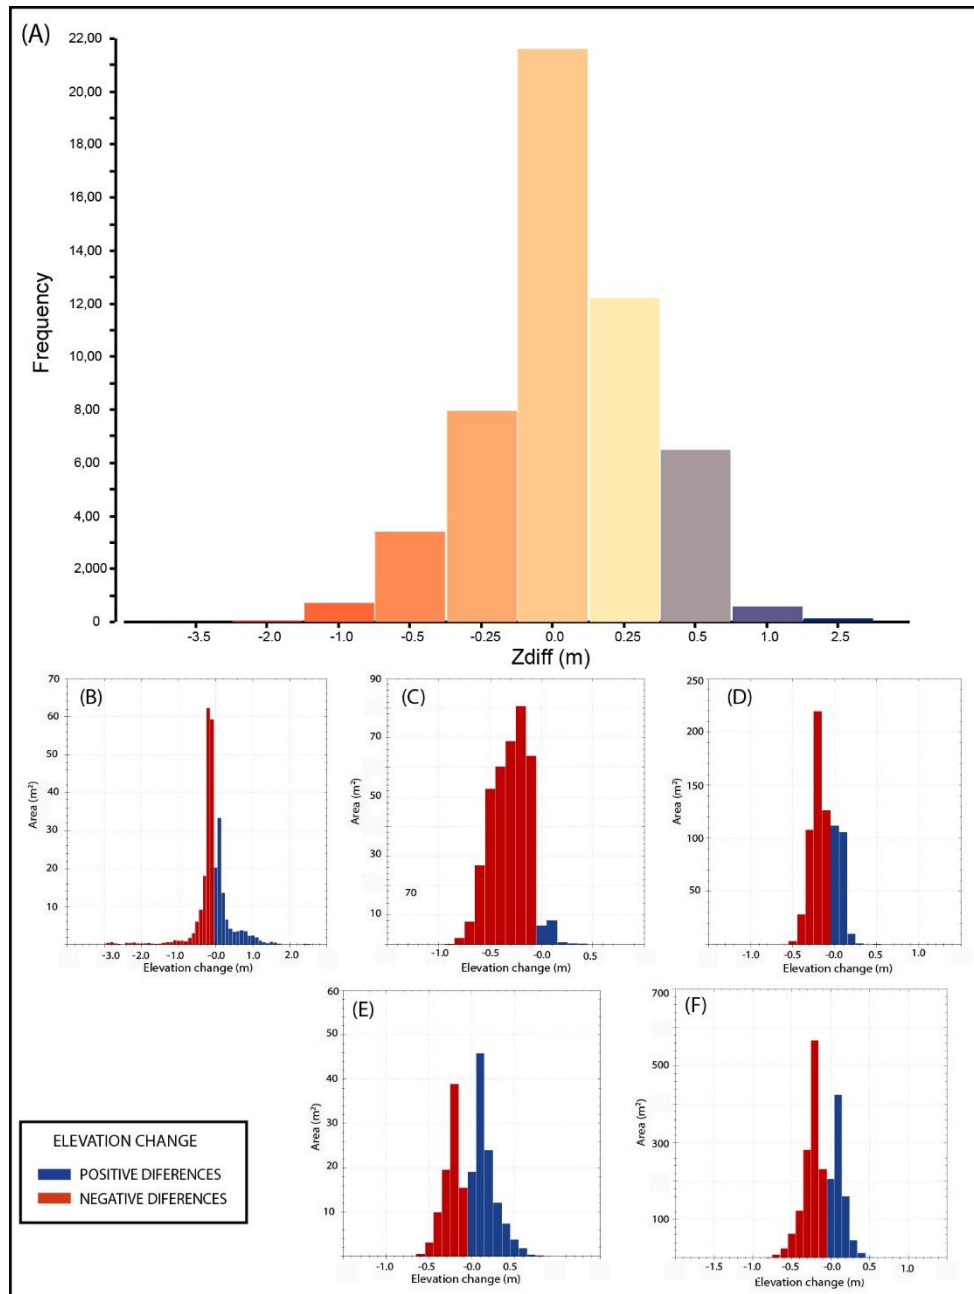 (A)
22,00
20,00
18,00
16,00
14,00
12,00
10,00
8,00
6,00
4,00
2,000
0
Frequency
-3.5 -2.0 -1.0 -0.5 -0.25 0.0 0.25 0.5 1.0 2.5
Zdiff (m)
(B)
70
60
50
40
30
20
10
Area (m²)
-3.0 -2.0 -1.0 -0.0 1.0 2.0
Elevation change (m)
(C)
90
70
50
30
10
70
Area (m²)
-1.0 -0.5 -0.0 0.5
Elevation change (m)
(D)
250
200
150
100
50
Area (m²)
-1.0 -0.5 -0.0 0.5 1.0
Elevation change (m)
(E)
60
50
40
30
20
10
Area (m²)
-1.0 -0.5 -0.0 0.5
Elevation change (m)
(F)
700
500
300
100
Area (m²)
-1.5 -1.0 -0.5 -0.0 0.5 1.0
Elevation change (m)
ELEVATION CHANGE
POSITIVE DIFERENCES
NEGATIVE DIFERENCES